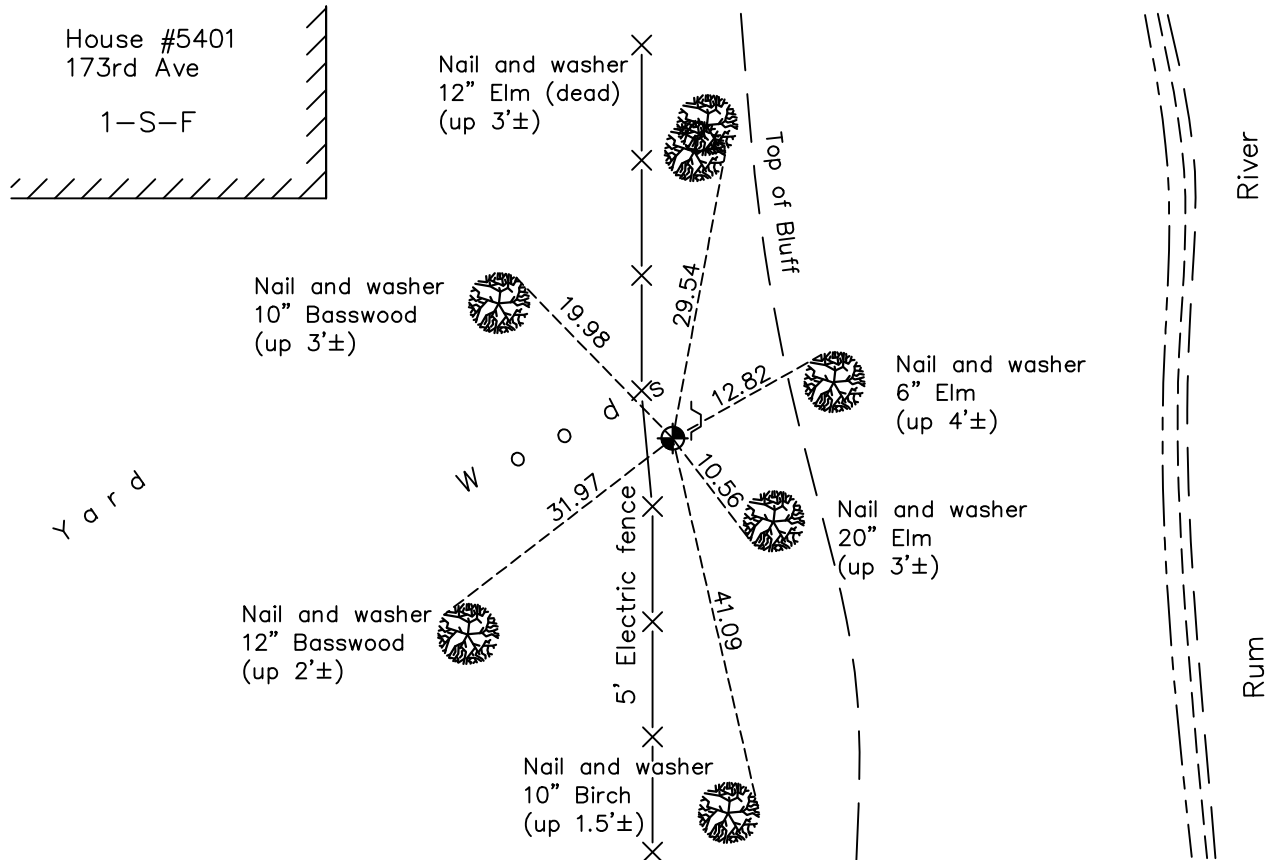 House #5401
173rd Ave
1-S-F
Nail and washer
12" Elm (dead)
(up 3'±)
Top of Bluff
River
29.54
Nail and washer
10" Basswood
(up 3'±)
19.98
12.82
Nail and washer
6" Elm
(up 4'±)
Woods
Yard
31.97
10.56
Nail and washer
20" Elm
(up 3'±)
5' Electric fence
41.09
Nail and washer
12" Basswood
(up 2'±)
Rum
Nail and washer
10" Birch
(up 1.5'±)